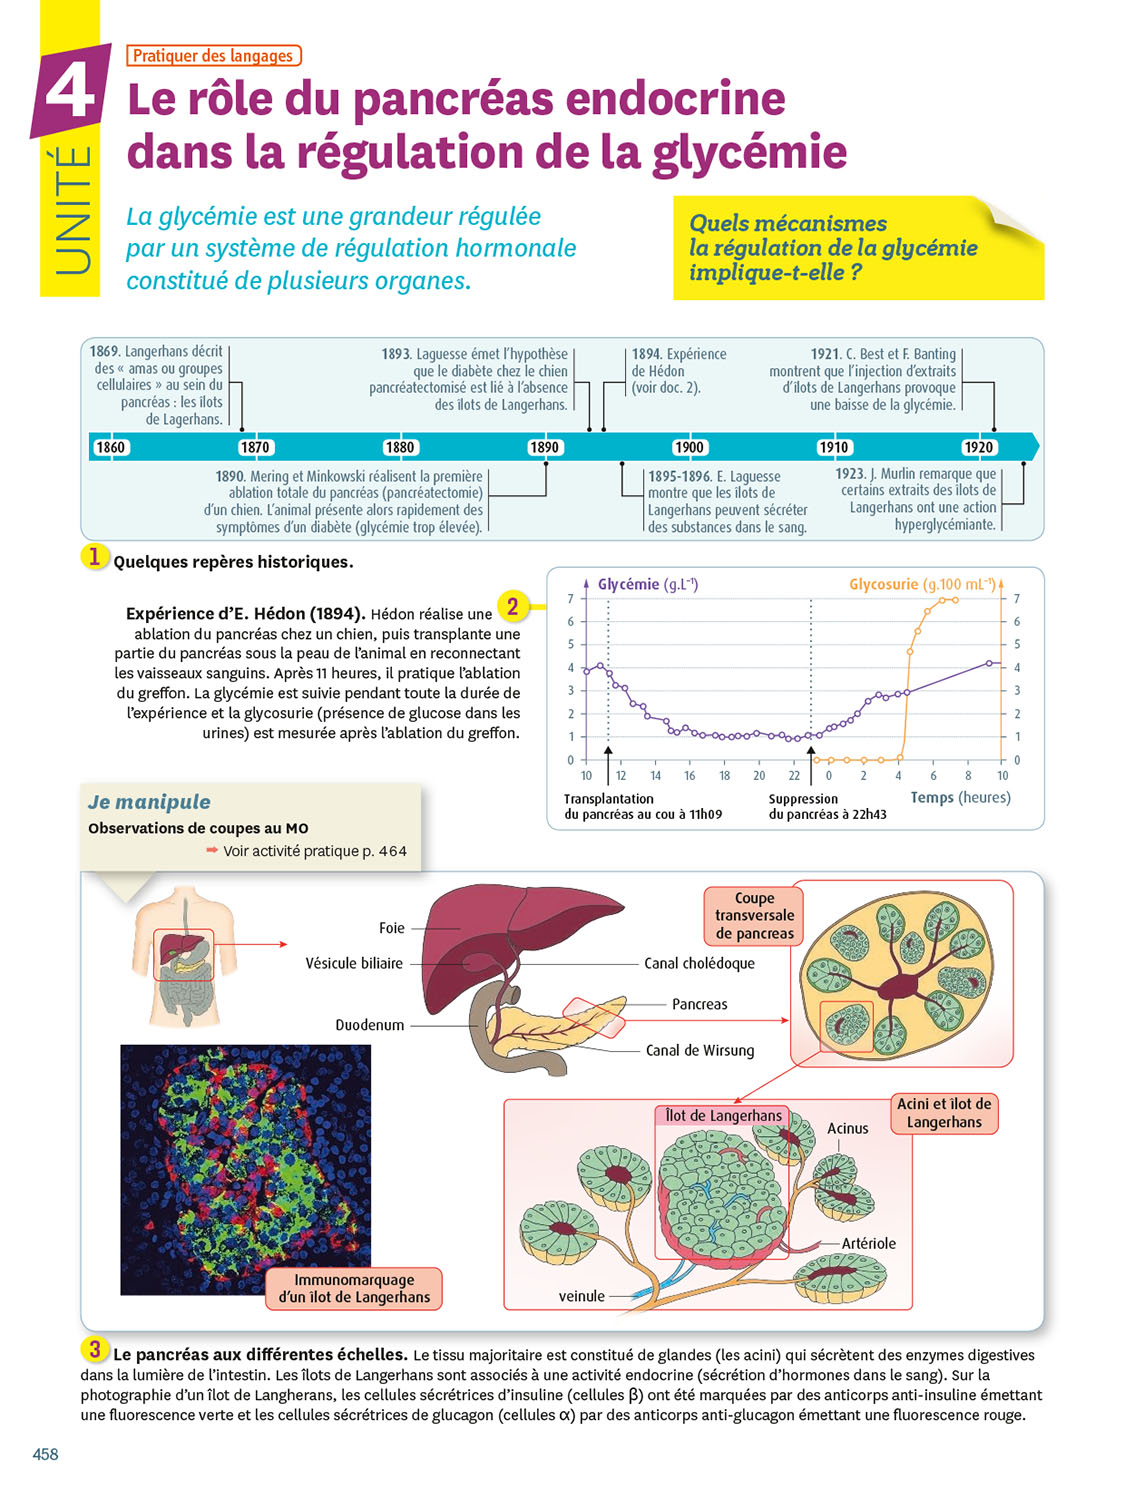 Pratiquer des langages
4
UNITÉ
Le rôle du pancréas endocrine
dans la régulation de la glycémie
La glycémie est une grandeur régulée
par un système de régulation hormonale
constitué de plusieurs organes.
Quels mécanismes
la régulation de la glycémie
implique-t-elle ?
1869. Langerhans décrit
des « amas ou groupes
cellulaires » au sein du
pancréas : les îlots
de Lagerhans.
1893. Laguesse émet l'hypothèse
que le diabète chez le chien
pancréatectomisé est lié à l'absence
des îlots de Langerhans.
1894. Expérience
de Hédon
(voir doc. 2).
1921. C. Best et F. Banting
montrent que l'injection d'extraits
d'îlots de Langerhans provoque
une baisse de la glycémie.
1860 1870 1880 1890 1900 1910 1920
1890. Mering et Minkowski réalisent la première
ablation totale du pancréas (pancréatectomie)
d'un chien. L'animal présente alors rapidement des
symptômes d'un diabète (glycémie trop élevée).
1895-1896. E. Laguesse
montre que les îlots de
Langerhans peuvent sécréter
des substances dans le sang.
1923. J. Murlin remarque que
certains extraits des îlots de
Langerhans ont une action
hyperglycémiante.
1 Quelques repères historiques.
2
Expérience d'E. Hédon (1894). Hédon réalise une
ablation du pancréas chez un chien, puis transplante une
partie du pancréas sous la peau de l'animal en reconnectant
les vaisseaux sanguins. Après 11 heures, il pratique l'ablation
du greffon. La glycémie est suivie pendant toute la durée de
l'expérience et la glycosurie (présence de glucose dans les
urines) est mesurée après l'ablation du greffon.
Glycémie (g.L⁻¹) Glycosurie (g.100 mL⁻¹)
7 7
6 6
5 5
4 4
3 3
2 2
1 1
0 0
10 12 14 16 18 20 22 0 2 4 6 8 10
Transplantation
du pancréas au cou à 11h09
Suppression
du pancréas à 22h43
Temps (heures)
Je manipule
Observations de coupes au MO
➡ Voir activité pratique p. 464
Foie
Vésicule biliaire
Duodenum
Canal cholédoque
Pancreas
Canal de Wirsung
Coupe
transversale
de pancreas
Immunomarquage
d'un îlot de Langerhans
Îlot de Langerhans
Acini et îlot de
Langerhans
Acinus
Artériole
veinule
3 Le pancréas aux différentes échelles. Le tissu majoritaire est constitué de glandes (les acini) qui sécrètent des enzymes digestives
dans la lumière de l'intestin. Les îlots de Langerhans sont associés à une activité endocrine (sécrétion d'hormones dans le sang). Sur la
photographie d'un îlot de Langherans, les cellules sécrétrices d'insuline (cellules β) ont été marquées par des anticorps anti-insuline émettant
une fluorescence verte et les cellules sécrétrices de glucagon (cellules α) par des anticorps anti-glucagon émettant une fluorescence rouge.
458